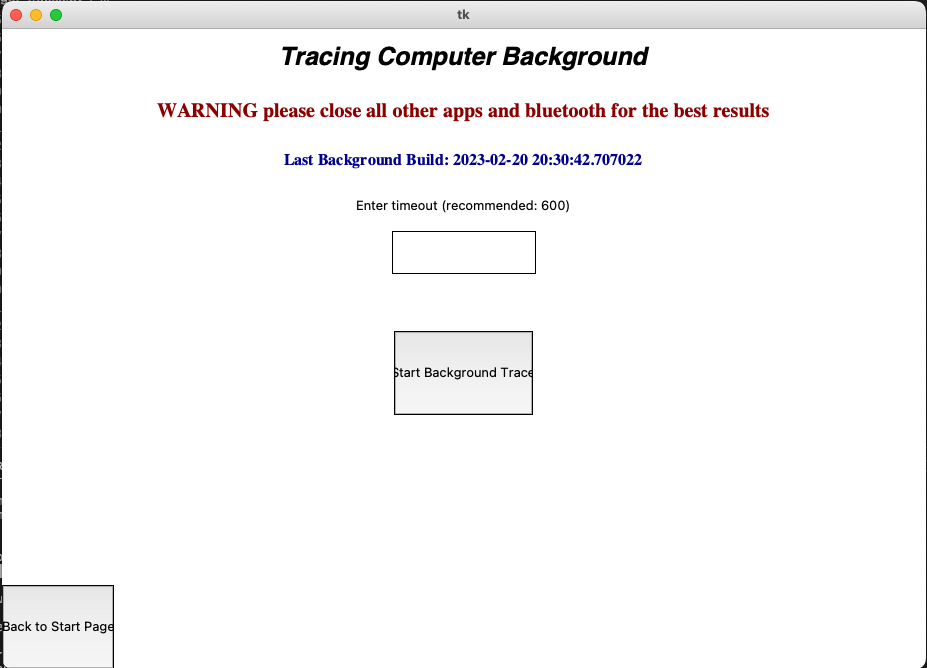 tk
Tracing Computer Background
WARNING please close all other apps and bluetooth for the best results
Last Background Build: 2023-02-20 20:30:42.707022
Enter timeout (recommended: 600)
Start Background Trace
Back to Start Page